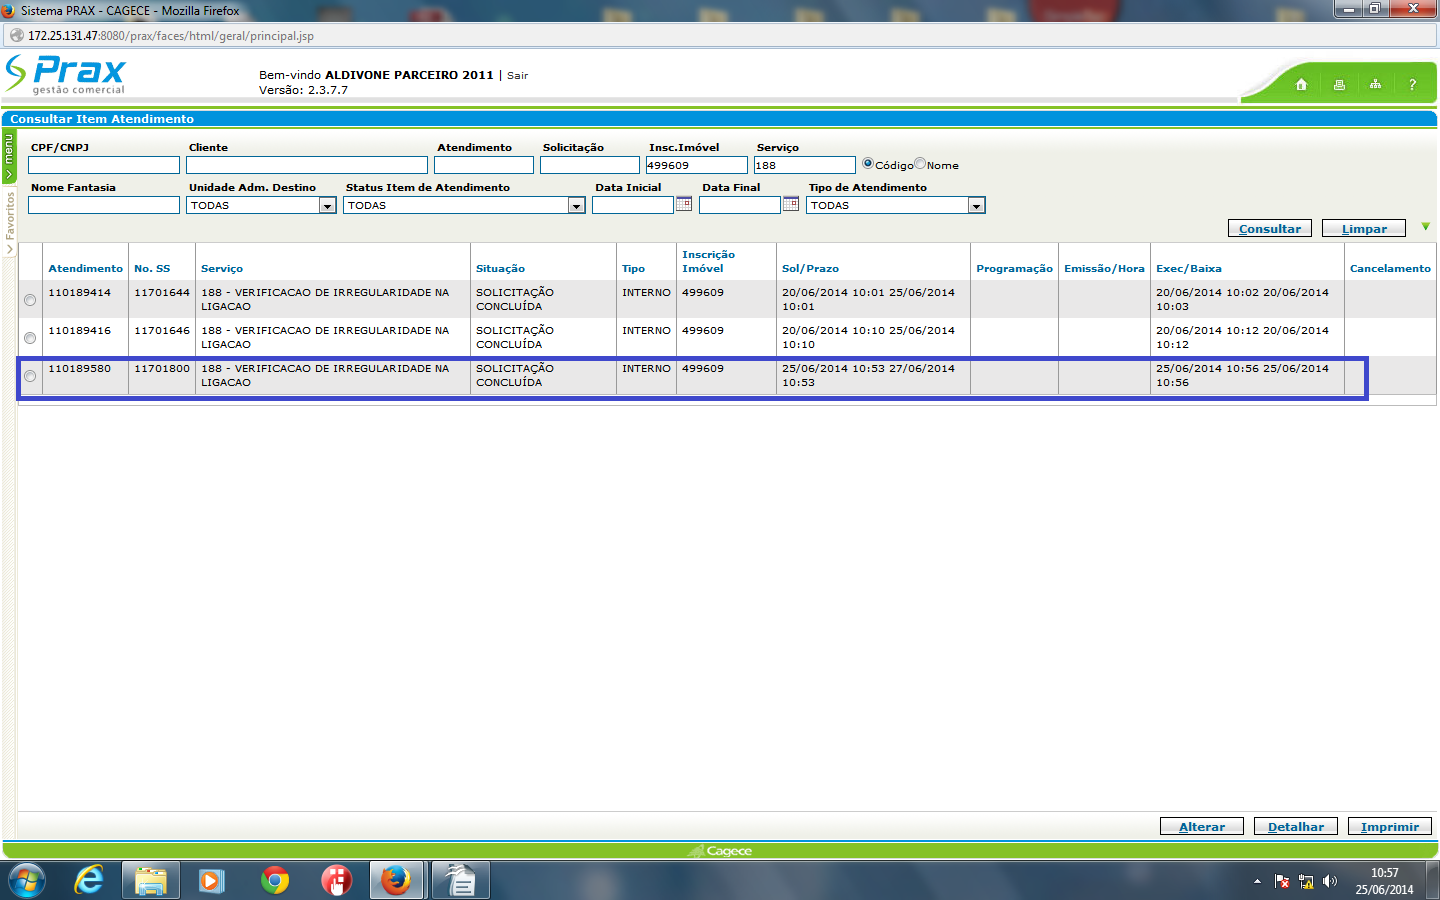 Sistema PRAX - CAGECE - Mozilla Firefox
172.25.131.47:8080/prax/faces/html/geral/principal.jsp
Prax
gestão comercial
Bem-vindo ALDIVONE PARCEIRO 2011 | Sair
Versão: 2.3.7.7
?
Consultar Item Atendimento
menu
Favoritos
CPF/CNPJ Cliente Atendimento Solicitação Insc.Imóvel Serviço
499609 188 Código Nome
Nome Fantasia Unidade Adm. Destino Status Item de Atendimento Data Inicial Data Final Tipo de Atendimento
TODAS TODAS TODAS
Consultar Limpar
Atendimento No. SS Serviço Situação Tipo Inscrição Imóvel Sol/Prazo Programação Emissão/Hora Exec/Baixa Cancelamento
110189414 11701644 188 - VERIFICACAO DE IRREGULARIDADE NA SOLICITAÇÃO INTERNO 499609 20/06/2014 10:01 25/06/2014 20/06/2014 10:02 20/06/2014
LIGACAO CONCLUÍDA 10:01 10:03
110189416 11701646 188 - VERIFICACAO DE IRREGULARIDADE NA SOLICITAÇÃO INTERNO 499609 20/06/2014 10:10 25/06/2014 20/06/2014 10:12 20/06/2014
LIGACAO CONCLUÍDA 10:10 10:12
110189580 11701800 188 - VERIFICACAO DE IRREGULARIDADE NA SOLICITAÇÃO INTERNO 499609 25/06/2014 10:53 27/06/2014 25/06/2014 10:56 25/06/2014
LIGACAO CONCLUÍDA 10:53 10:56
Alterar Detalhar Imprimir
Cagece
10:57
25/06/2014